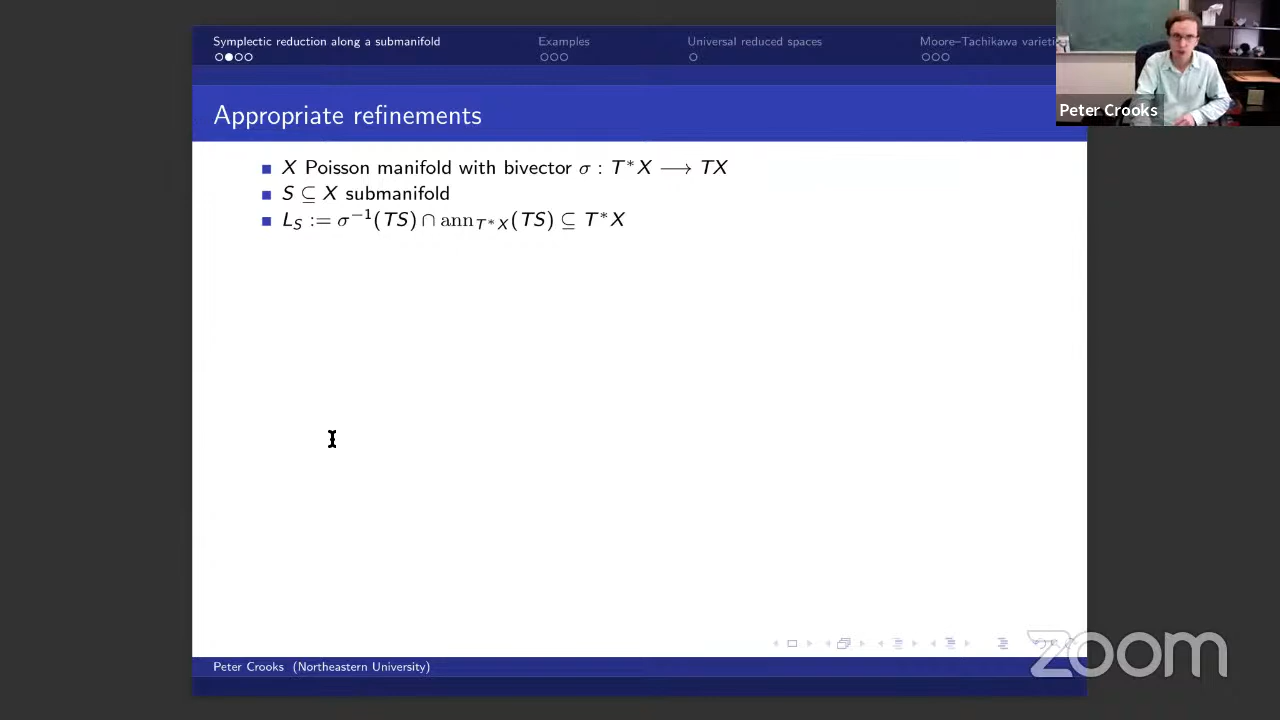 Symplectic reduction along a submanifold Examples Universal reduced spaces Moore–Tachikawa varieti
Peter Crooks
Appropriate refinements
X Poisson manifold with bivector σ : T*X ⟶ TX
S ⊆ X submanifold
L_S := σ⁻¹(TS) ∩ ann_{T*X}(TS) ⊆ T*X
Peter Crooks (Northeastern University)
zoom